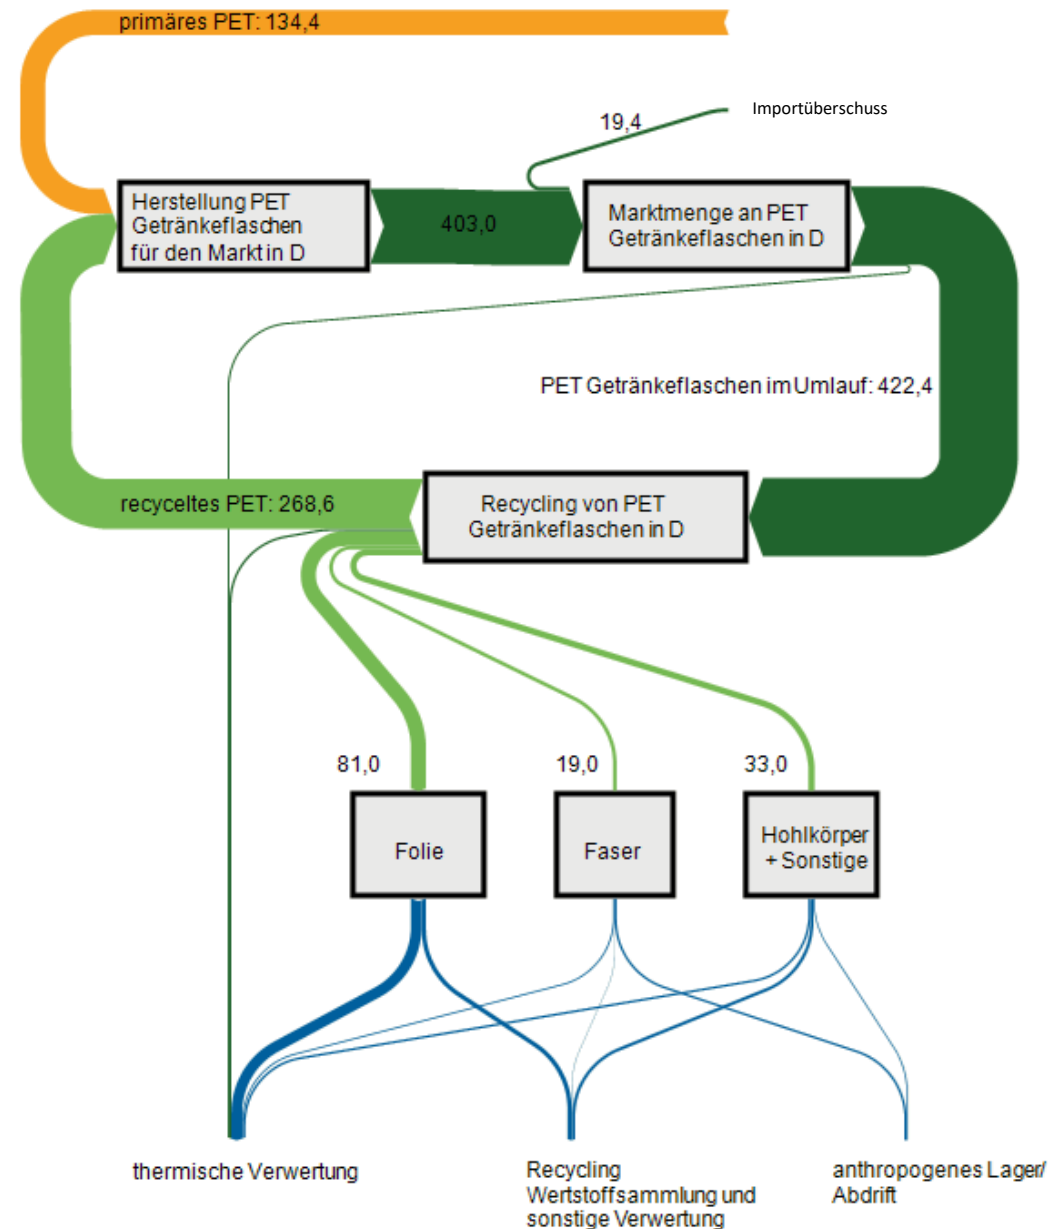 primäres PET: 134,4
Importüberschuss
19,4
Herstellung PET
Getränkeflaschen
für den Markt in D
403,0
Marktmenge an PET
Getränkeflaschen in D
PET Getränkeflaschen im Umlauf: 422,4
recyceltes PET: 268,6
Recycling von PET
Getränkeflaschen in D
81,0
19,0
33,0
Folie
Faser
Hohlkörper
+ Sonstige
thermische Verwertung
Recycling
Wertstoffsammlung und
sonstige Verwertung
anthropogenes Lager/
Abdrift